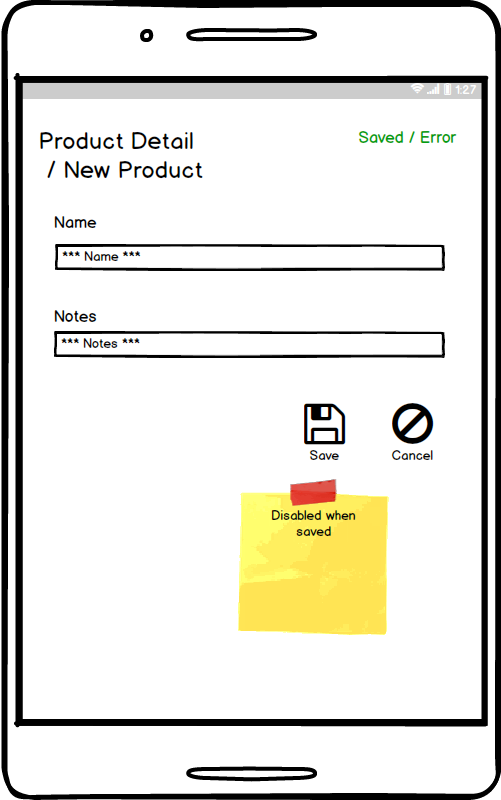 1:27
Product Detail
/ New Product
Saved / Error
Name
*** Name ***
Notes
*** Notes ***
Save
Cancel
Disabled when
saved